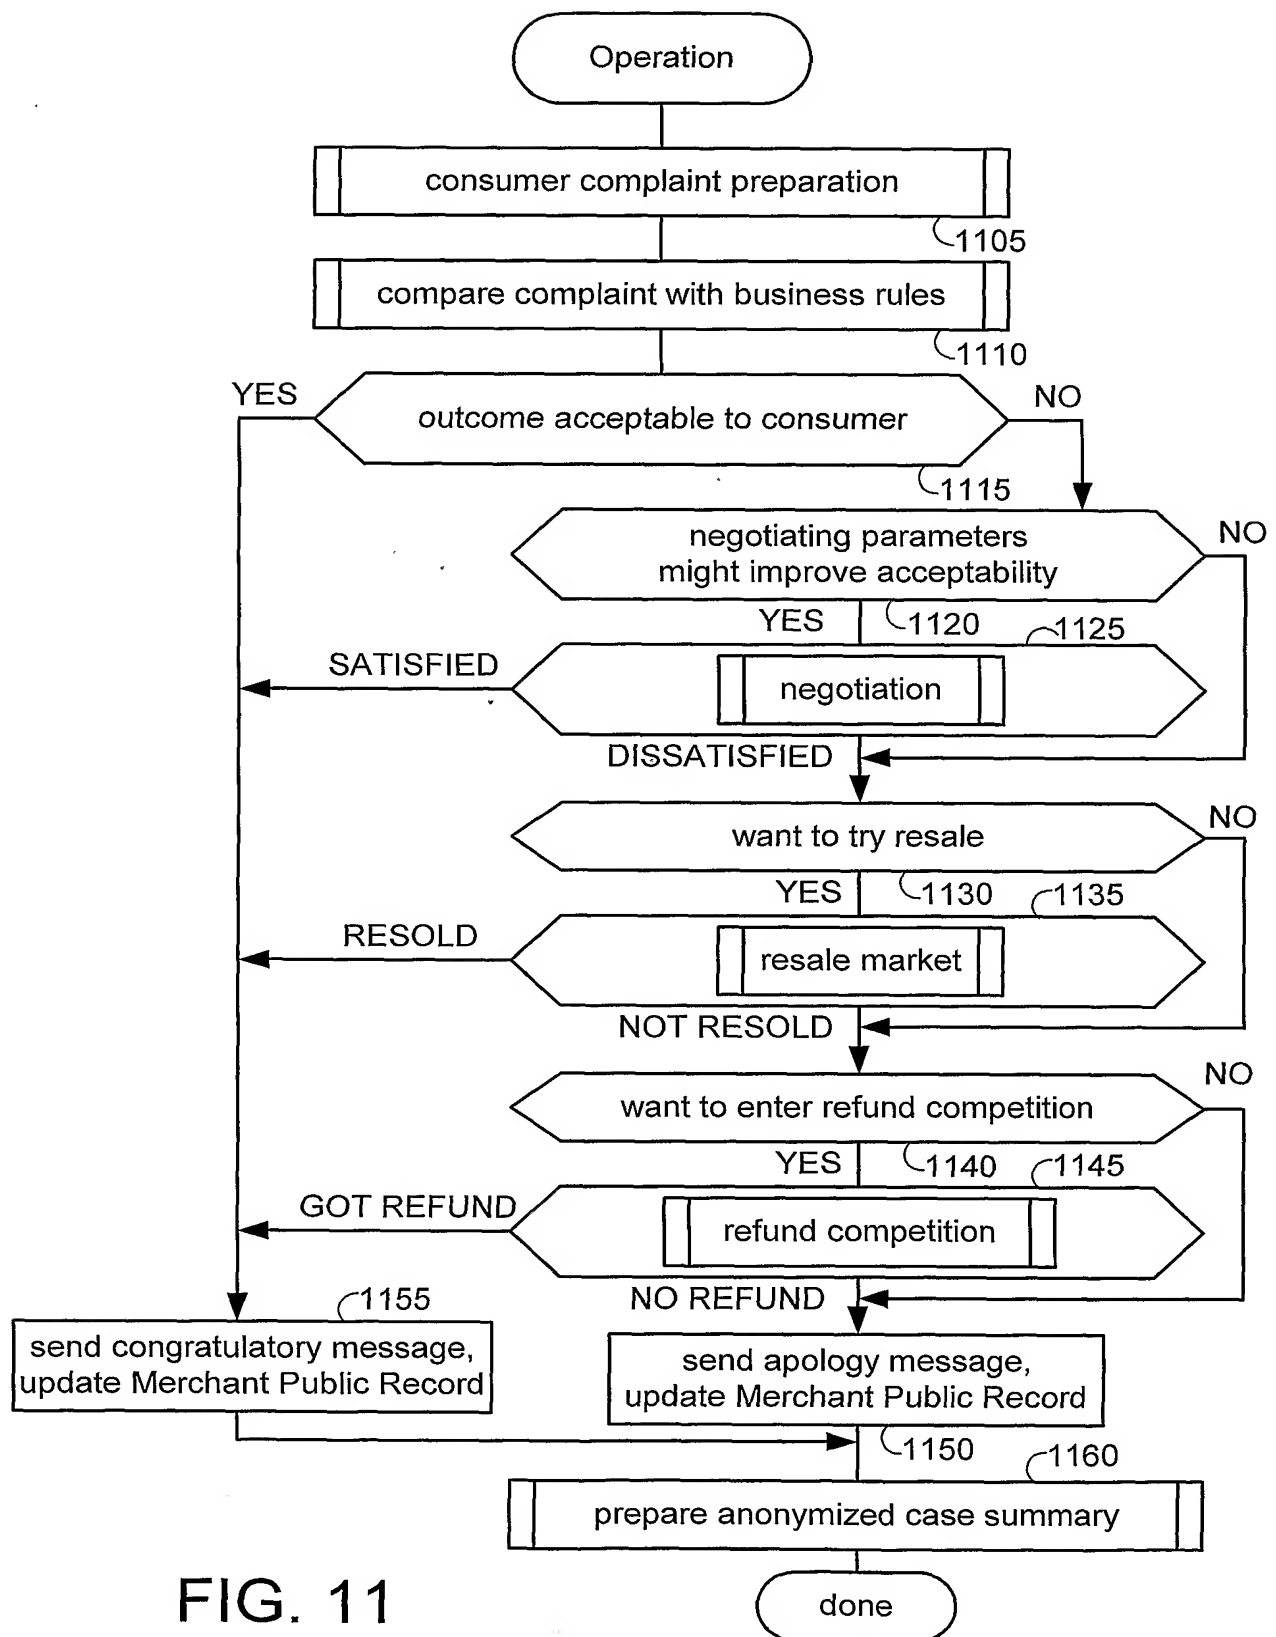 Operation
consumer complaint preparation
1105
compare complaint with business rules
1110
YES
NO
outcome acceptable to consumer
1115
negotiating parameters
might improve acceptability
NO
YES
1120
1125
SATISFIED
negotiation
DISSATISFIED
want to try resale
NO
YES
1130
1135
RESOLD
resale market
NOT RESOLD
NO
want to enter refund competition
YES
1140
1145
GOT REFUND
refund competition
NO REFUND
1155
send congratulatory message,
update Merchant Public Record
send apology message,
update Merchant Public Record
1150
1160
prepare anonymized case summary
FIG. 11
done